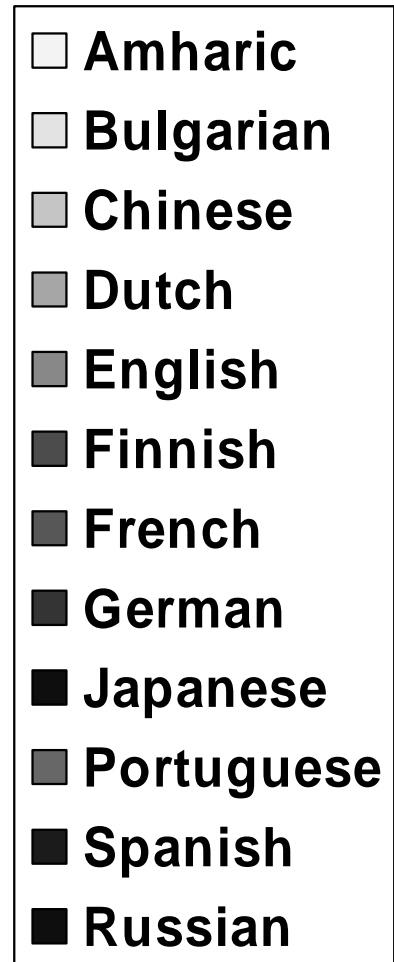 Amharic
Bulgarian
Chinese
Dutch
English
Finnish
French
German
Japanese
Portuguese
Spanish
Russian